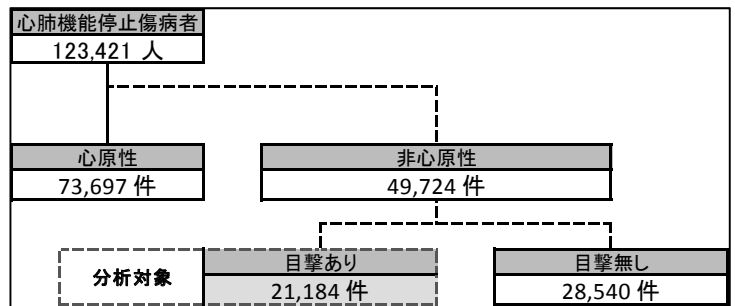 心肺機能停止傷病者
123,421 人
心原性
73,697 件
非心原性
49,724 件
分析対象
目撃あり
21,184 件
目撃無し
28,540 件